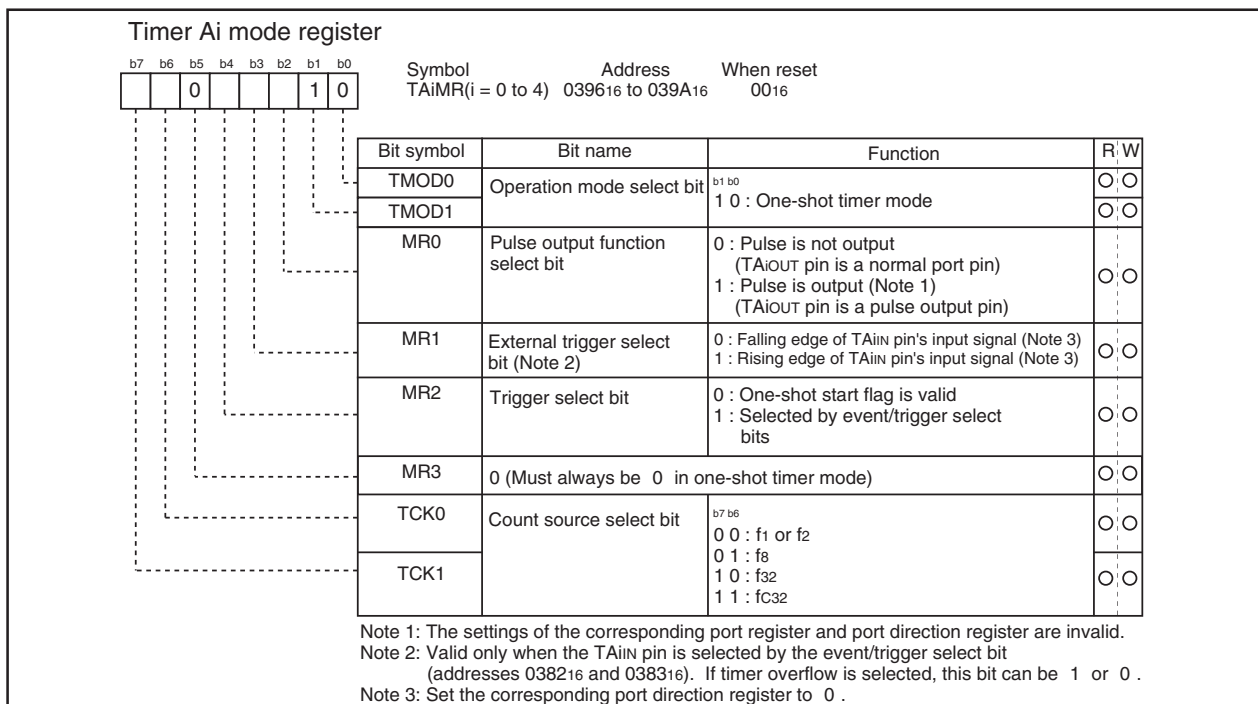 Timer Ai mode register
b7 b6 b5 b4 b3 b2 b1 b0
0 1 0
Symbol Address When reset
TAiMR(i = 0 to 4) 039616 to 039A16 0016
Bit symbol Bit name Function R W
TMOD0 Operation mode select bit b1 b0
1 0 : One-shot timer mode
TMOD1
MR0 Pulse output function select bit
0 : Pulse is not output
(TAiOUT pin is a normal port pin)
1 : Pulse is output (Note 1)
(TAiOUT pin is a pulse output pin)
MR1 External trigger select bit (Note 2)
0 : Falling edge of TAiIN pin's input signal (Note 3)
1 : Rising edge of TAiIN pin's input signal (Note 3)
MR2 Trigger select bit
0 : One-shot start flag is valid
1 : Selected by event/trigger select
bits
MR3 0 (Must always be 0 in one-shot timer mode)
TCK0 Count source select bit
b7 b6
0 0 : f1 or f2
0 1 : f8
TCK1 1 0 : f32
1 1 : fC32
Note 1: The settings of the corresponding port register and port direction register are invalid.
Note 2: Valid only when the TAiIN pin is selected by the event/trigger select bit
(addresses 038216 and 038316). If timer overflow is selected, this bit can be 1 or 0 .
Note 3: Set the corresponding port direction register to 0 .